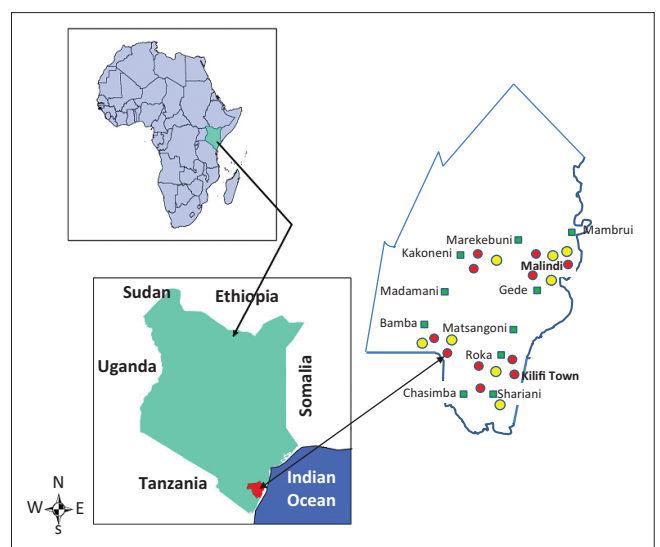 Mambrui
Marekebuni
Kakoneni
Malindi
Madamani
Gede
Bamba
Matsangoni
Roka
Kilifi Town
Chasimba
Shariani
Sudan
Ethiopia
Uganda
Somalia
Tanzania
Indian
Ocean
N
W E
s